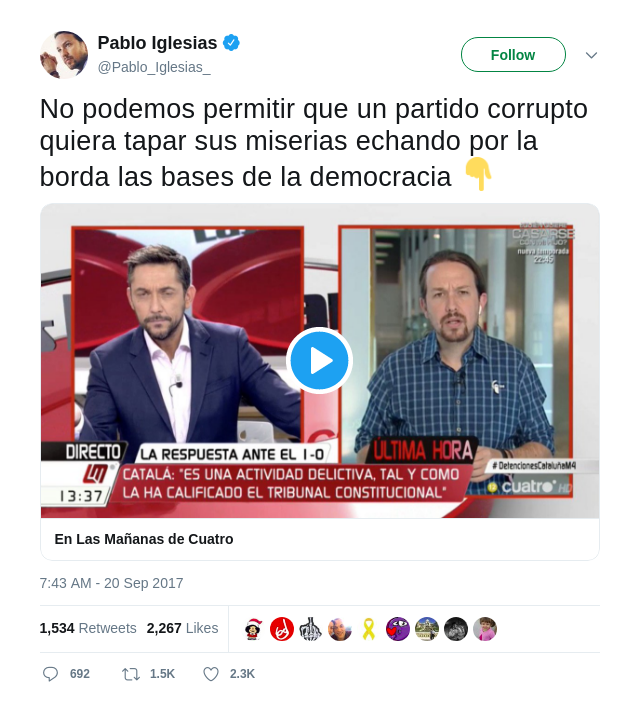 Pablo Iglesias
@Pablo_Iglesias_
Follow
No podemos permitir que un partido corrupto
quiera tapar sus miserias echando por la
borda las bases de la democracia
CASARSE
nueva temporada
22:45
DIRECTO
LA RESPUESTA ANTE EL 1-O
ÚLTIMA HORA
#DetencionesCataluñaM4
CATALÁ: "ES UNA ACTIVIDAD DELICTIVA, TAL Y COMO
LA HA CALIFICADO EL TRIBUNAL CONSTITUCIONAL"
13:37
cuatro HD
En Las Mañanas de Cuatro
7:43 AM - 20 Sep 2017
1,534 Retweets 2,267 Likes
692 1.5K 2.3K